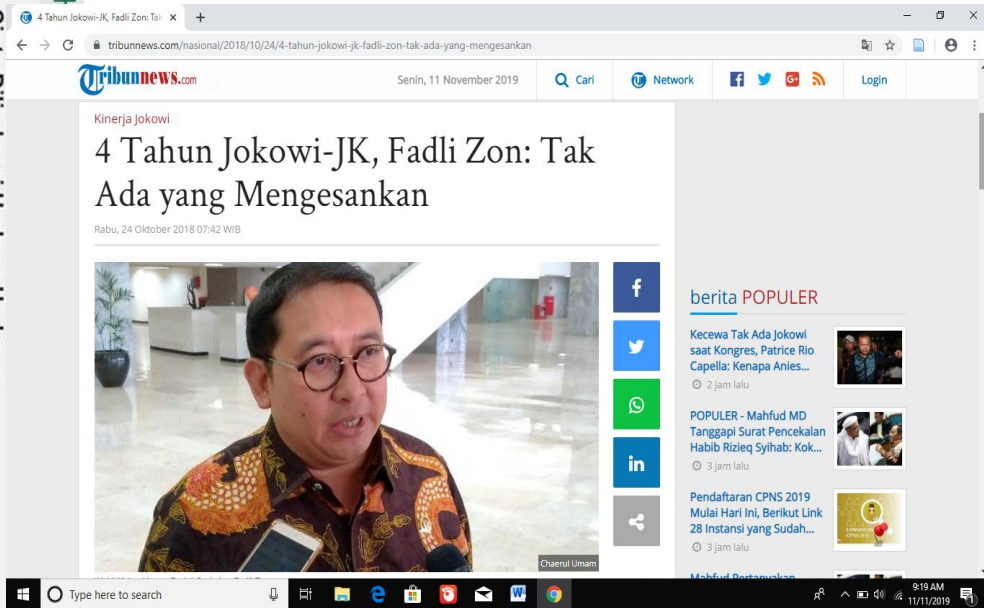 4 Tahun Jokowi-JK, Fadli Zon: Tak
tribunnews.com/nasional/2018/10/24/4-tahun-jokowi-jk-fadli-zon-tak-ada-yang-mengesankan
Tribunnews.com
Senin, 11 November 2019
Cari
Network
Login
Kinerja Jokowi
4 Tahun Jokowi-JK, Fadli Zon: Tak
Ada yang Mengesankan
Rabu, 24 Oktober 2018 07:42 WIB
Chaerul Umam
berita POPULER
Kecewa Tak Ada Jokowi
saat Kongres, Patrice Rio
Capella: Kenapa Anies...
2 jam lalu
POPULER - Mahfud MD
Tanggapi Surat Pencekalan
Habib Rizieq Syihab: Kok...
3 jam lalu
Pendaftaran CPNS 2019
Mulai Hari Ini, Berikut Link
28 Instansi yang Sudah...
3 jam lalu
Mahfud Pertanyakan
Type here to search
9:19 AM
11/11/2019